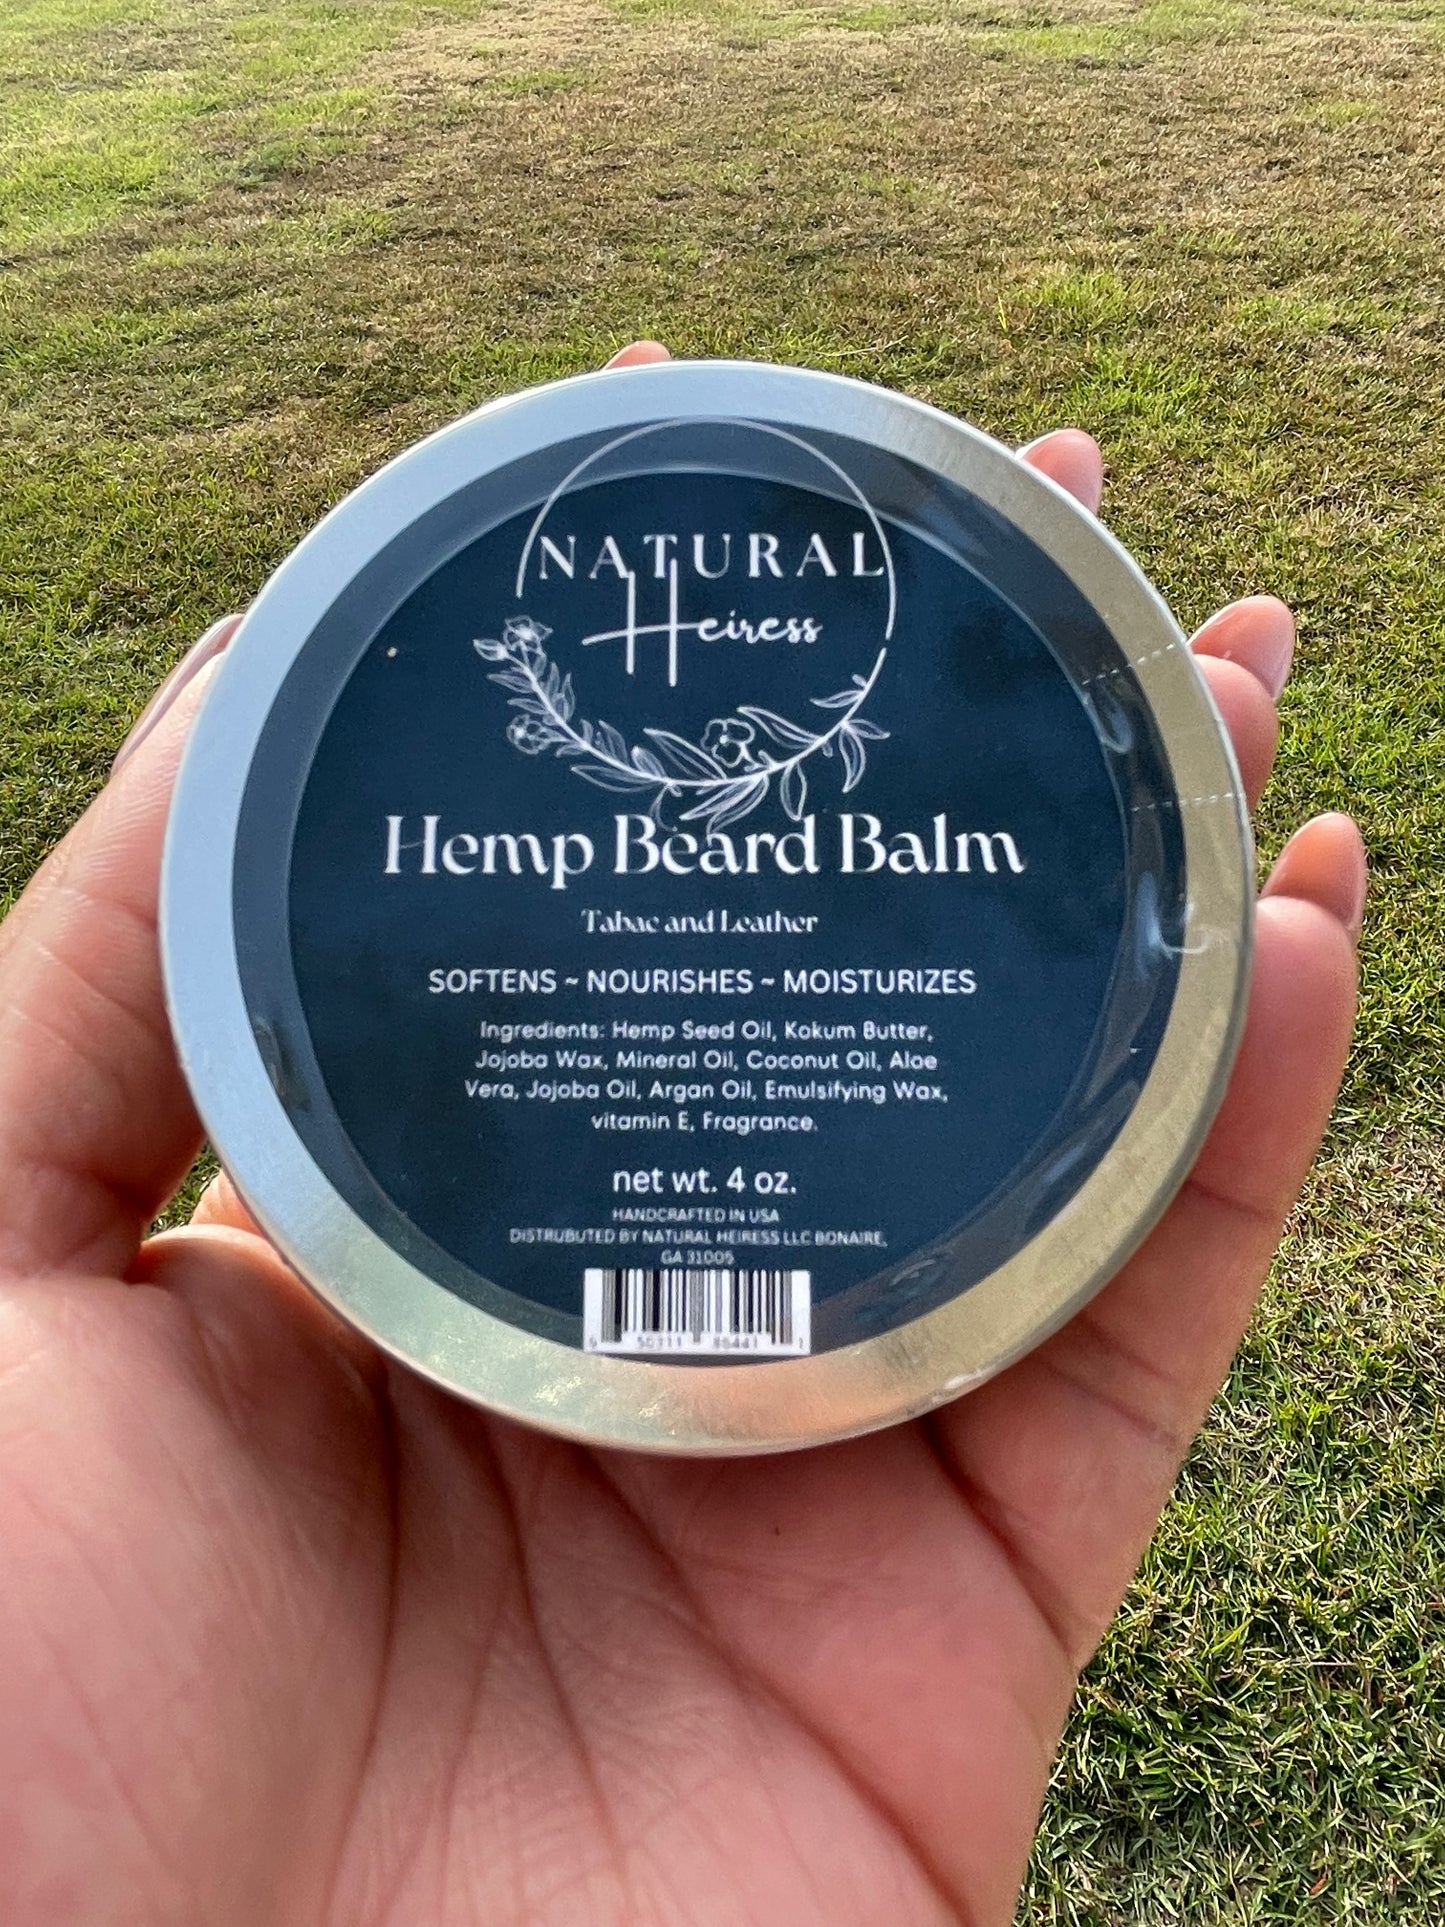 NATURAL
Heiress
Hemp Beard Balm
Tabac and Leather
SOFTENS ~ NOURISHES ~ MOISTURIZES
Ingredients: Hemp Seed Oil, Kokum Butter,
Jojoba Wax, Mineral Oil, Coconut Oil, Aloe
Vera, Jojoba Oil, Argan Oil, Emulsifying Wax,
vitamin E, Fragrance.
net wt. 4 oz.
HANDCRAFTED IN USA
DISTRUBUTED BY NATURAL HEIRESS LLC BONAIRE,
GA 31005